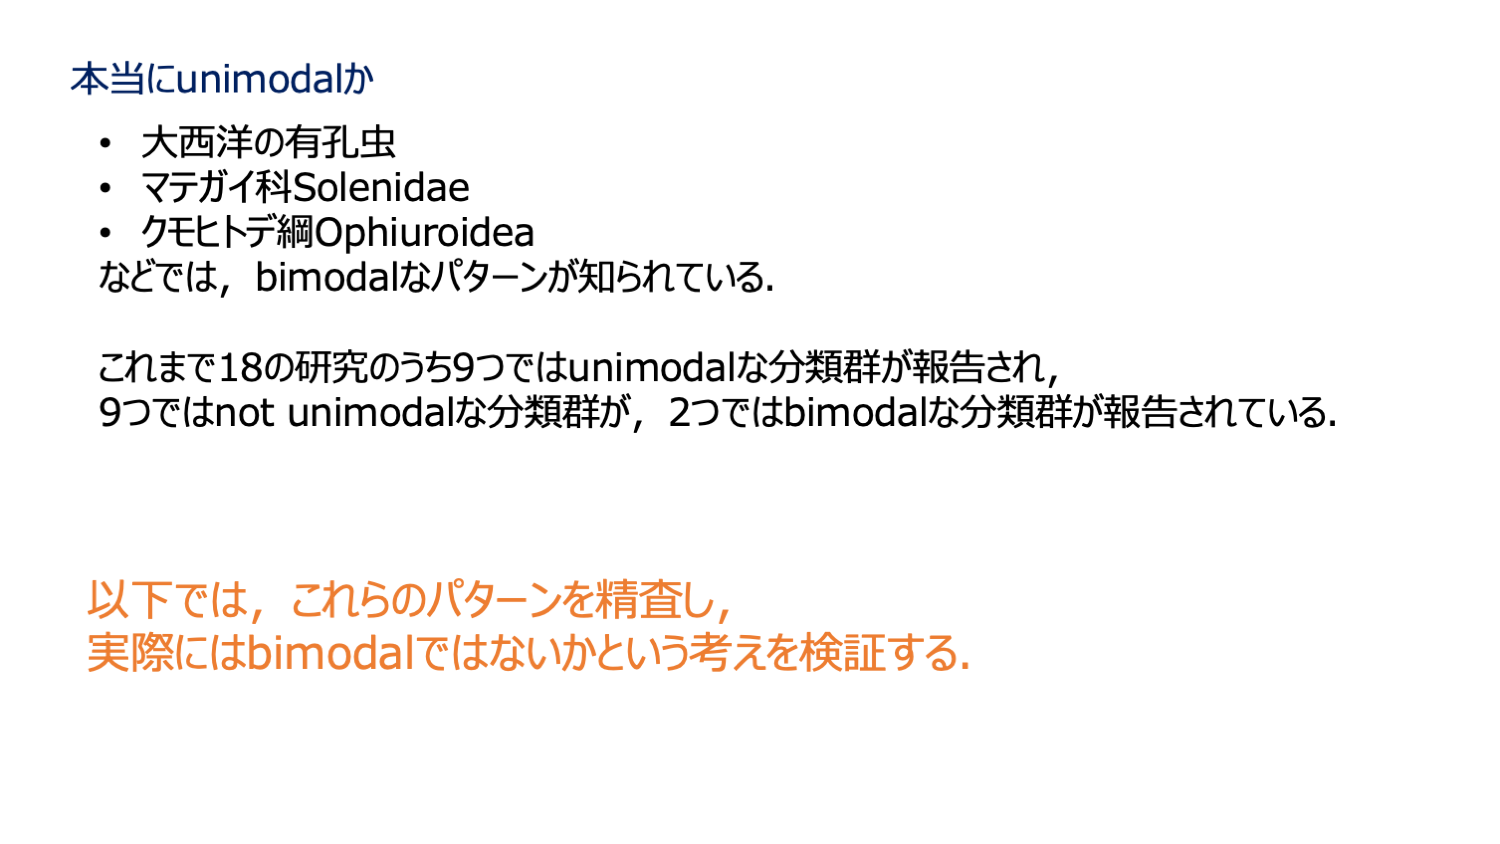 本当にunimodalか
• 大西洋の有孔虫
• マテガイ科Solenidae
• クモヒトデ綱Ophiuroidea
などでは，bimodalなパターンが知られている．
これまで18の研究のうち9つではunimodalな分類群が報告され，
9つではnot unimodalな分類群が，2つではbimodalな分類群が報告されている．
以下では，これらのパターンを精査し，
実際にはbimodalではないかという考えを検証する．